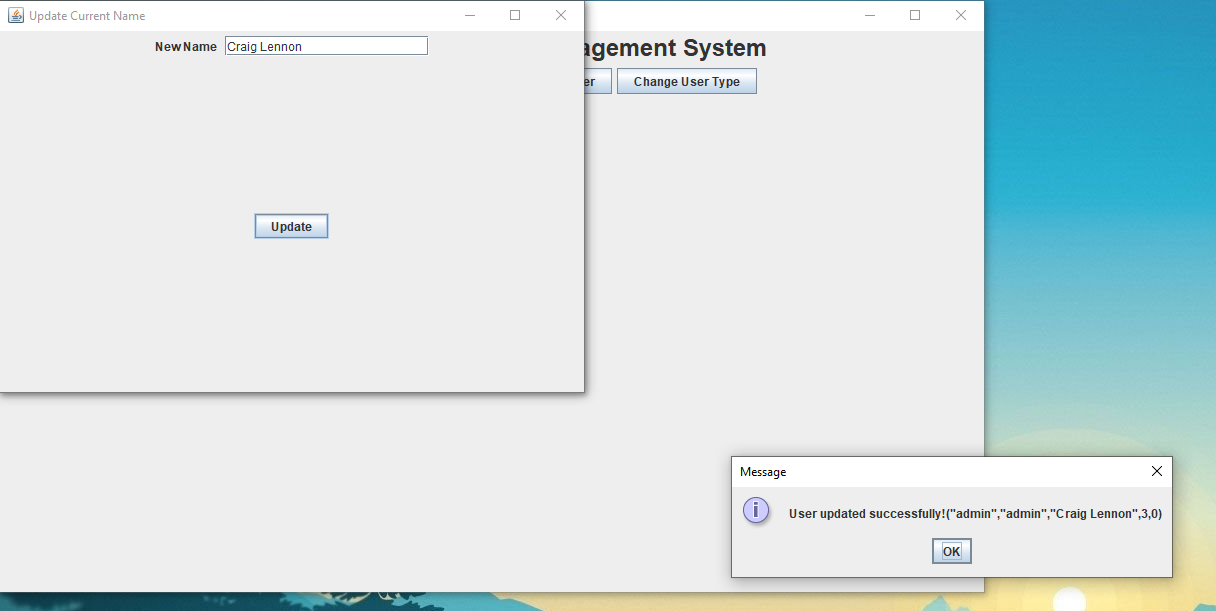 Update Current Name
New Name Craig Lennon
Update
agement System
er Change User Type
Message
User updated successfully!("admin","admin","Craig Lennon",3,0)
OK